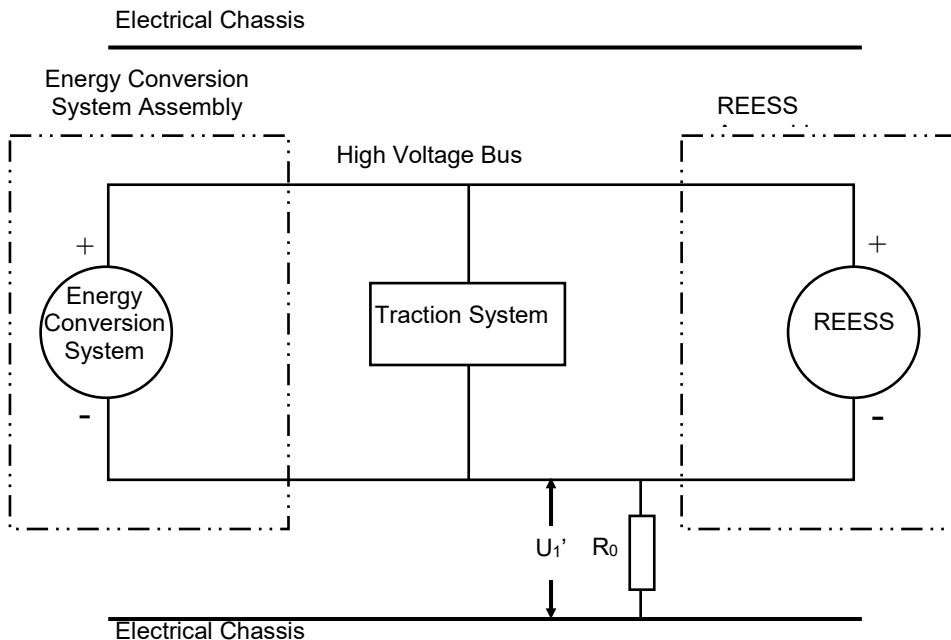 Electrical Chassis
Energy Conversion
System Assembly
REESS
High Voltage Bus
+
+
Energy
Conversion
System
Traction System
REESS
-
-
U₁’
R₀
Electrical Chassis